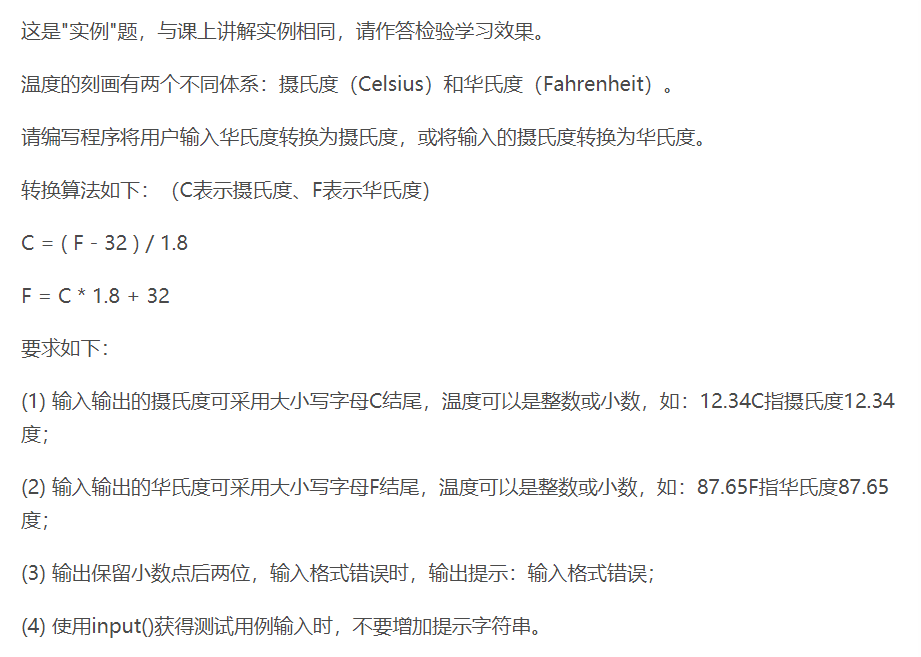 这是"实例"题，与课上讲解实例相同，请作答检验学习效果。
温度的刻画有两个不同体系：摄氏度（Celsius）和华氏度（Fahrenheit）。
请编写程序将用户输入华氏度转换为摄氏度，或将输入的摄氏度转换为华氏度。
转换算法如下：（C表示摄氏度、F表示华氏度）
C = ( F - 32 ) / 1.8
F = C * 1.8 + 32
要求如下：
(1) 输入输出的摄氏度可采用大小写字母C结尾，温度可以是整数或小数，如：12.34C指摄氏度12.34
度；
(2) 输入输出的华氏度可采用大小写字母F结尾，温度可以是整数或小数，如：87.65F指华氏度87.65
度；
(3) 输出保留小数点后两位，输入格式错误时，输出提示：输入格式错误；
(4) 使用input()获得测试用例输入时，不要增加提示字符串。